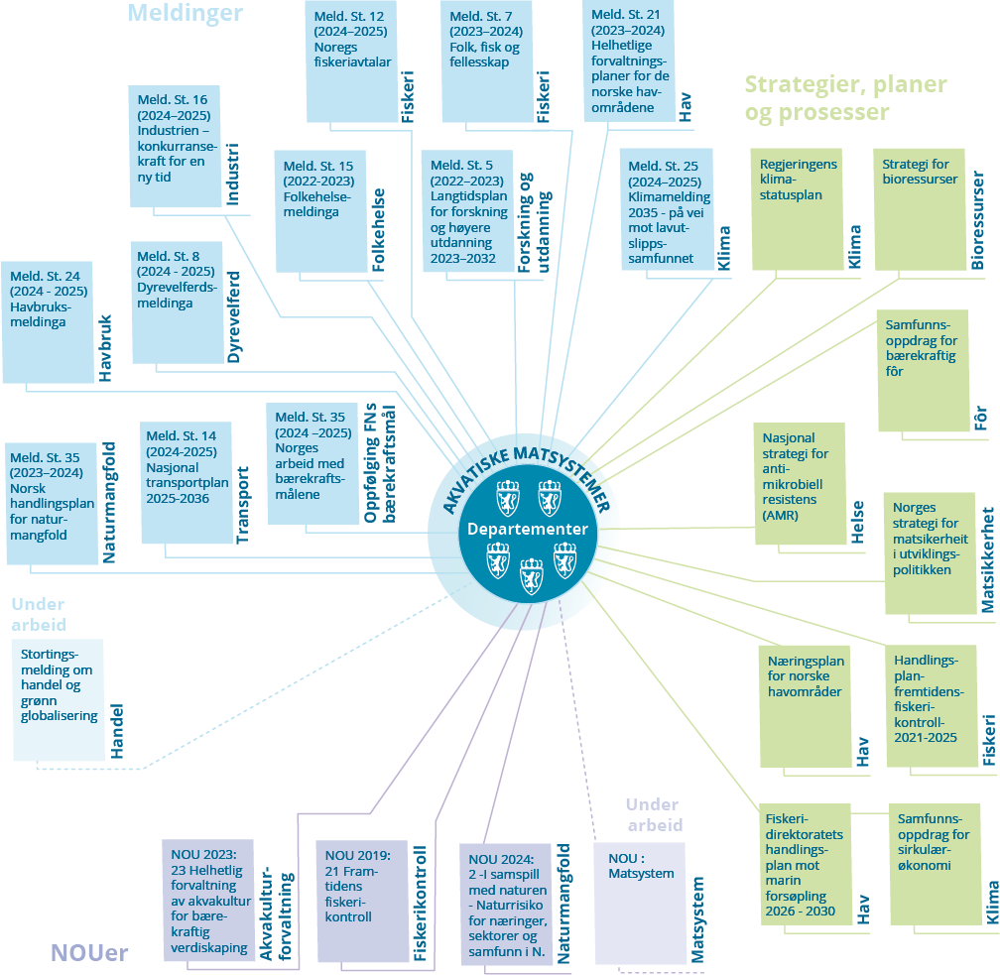 Meldinger
Meld. St. 12
(2024–2025)
Noregs
fiskeriavtalar
Fiskeri
Meld. St. 7
(2023–2024)
Folk, fisk og
fellesskap
Fiskeri
Meld. St. 21
(2023–2024)
Helhetlige
forvaltnings-
planer for de
norske hav-
områdene
Hav
Meld. St. 16
(2024–2025)
Industrien –
konkurranse-
kraft for en
ny tid
Industri
Meld. St. 15
(2022-2023)
Folkehelse-
meldinga
Folkehelse
Meld. St. 5
(2022–2023)
Langtidsplan
for forskning
og høyere
utdanning
2023–2032
Forskning og
utdanning
Meld. St. 25
(2024–2025)
Klimamelding
2035 - på vei
mot lavut-
slipps-
samfunnet
Klima
Meld. St. 24
(2024 - 2025)
Havbruks-
meldinga
Havbruk
Meld. St. 8
(2024 - 2025)
Dyrevelferds-
meldinga
Dyrevelferd
Meld. St. 35
(2023–2024)
Norsk
handlingsplan
for natur-
mangfold
Naturmangfold
Meld. St. 14
(2024-2025)
Nasjonal
transportplan
2025-2036
Transport
Meld. St. 35
(2024 –2025)
Norges
arbeid med
bærekrafts-
målene
Oppfølging FNs
bærekraftsmål
Under
arbeid
Stortings-
melding om
handel og
grønn
globalisering
Handel
AKVATISKE MATSYSTEMER
Departementer
Strategier, planer
og prosesser
Regjeringens
klima-
statusplan
Klima
Strategi for
bioressurser
Bioressurser
Samfunns-
oppdrag for
bærekraftig
fôr
Fôr
Nasjonal
strategi for
anti-
mikrobiell
resistens
(AMR)
Helse
Norges
strategi for
matsikerheit
i utviklings-
politikken
Matsikkerhet
Næringsplan
for norske
havområder
Hav
Handlings-
plan-
fremtidens-
fiskeri-
kontroll-
2021-2025
Fiskeri
Fiskeri-
direktoratets
handlings-
plan mot
marin
forsøpling
2026 - 2030
Hav
Samfunns-
oppdrag for
sirkulær-
økonomi
Klima
NOUer
NOU 2023:
23 Helhetlig
forvaltning
av akvakultur
for bære-
kraftig
verdiskaping
Akvakultur-
forvaltning
NOU 2019:
21 Fram-
tidens
fiskeri-
kontroll
Fiskerikontroll
NOU 2024:
2 -I samspill
med naturen
- Naturrisiko
for næringer,
sektorer og
samfunn i N.
Naturmangfold
Under
arbeid
NOU :
Matsystem
Matsystem